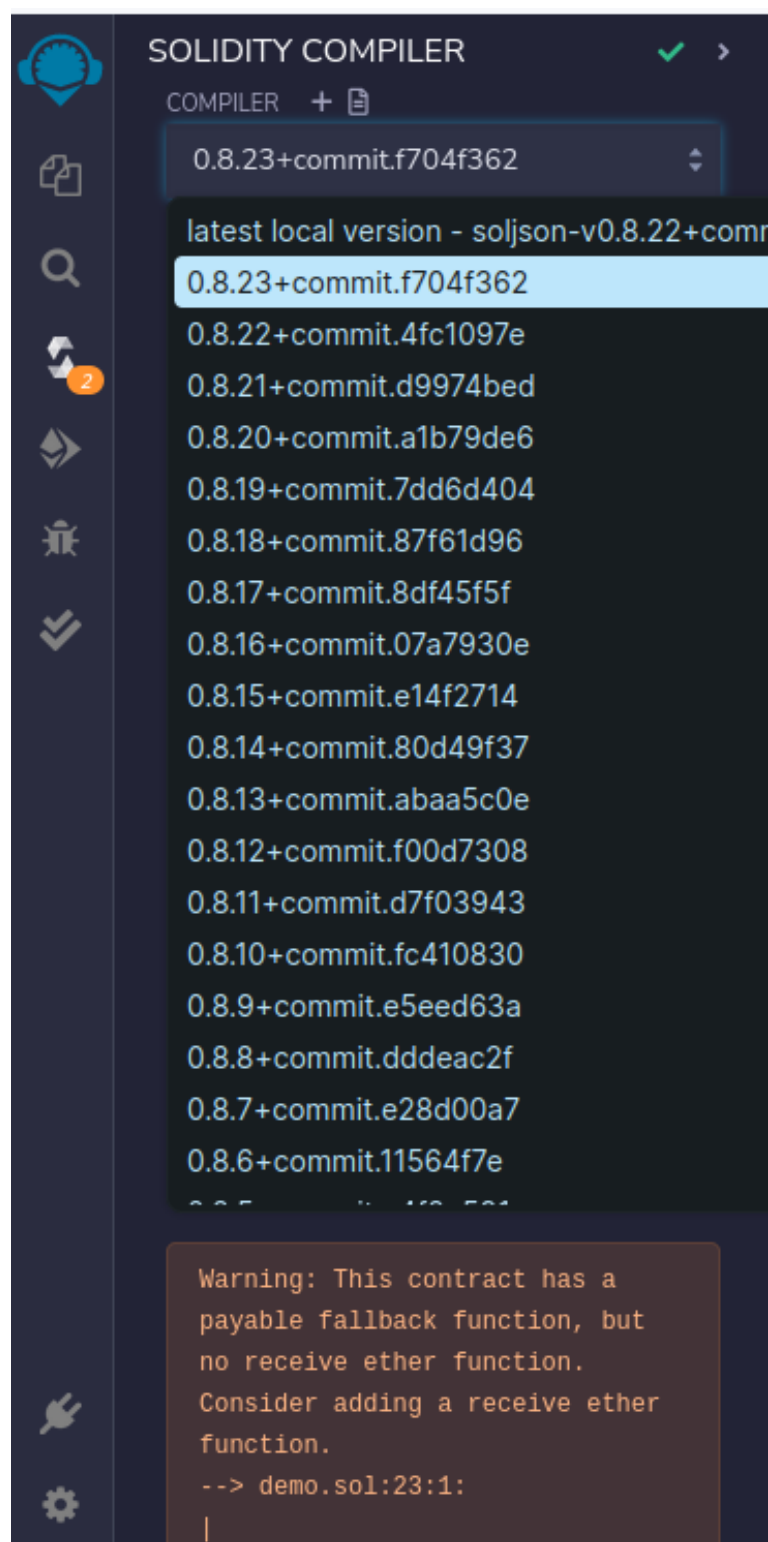 SOLIDITY COMPILER
COMPILER
0.8.23+commit.f704f362
latest local version - soljson-v0.8.22+comm
0.8.23+commit.f704f362
0.8.22+commit.4fc1097e
0.8.21+commit.d9974bed
0.8.20+commit.a1b79de6
0.8.19+commit.7dd6d404
0.8.18+commit.87f61d96
0.8.17+commit.8df45f5f
0.8.16+commit.07a7930e
0.8.15+commit.e14f2714
0.8.14+commit.80d49f37
0.8.13+commit.abaa5c0e
0.8.12+commit.f00d7308
0.8.11+commit.d7f03943
0.8.10+commit.fc410830
0.8.9+commit.e5eed63a
0.8.8+commit.dddeac2f
0.8.7+commit.e28d00a7
0.8.6+commit.11564f7e
2
Warning: This contract has a
payable fallback function, but
no receive ether function.
Consider adding a receive ether
function.
--> demo.sol:23:1:
|